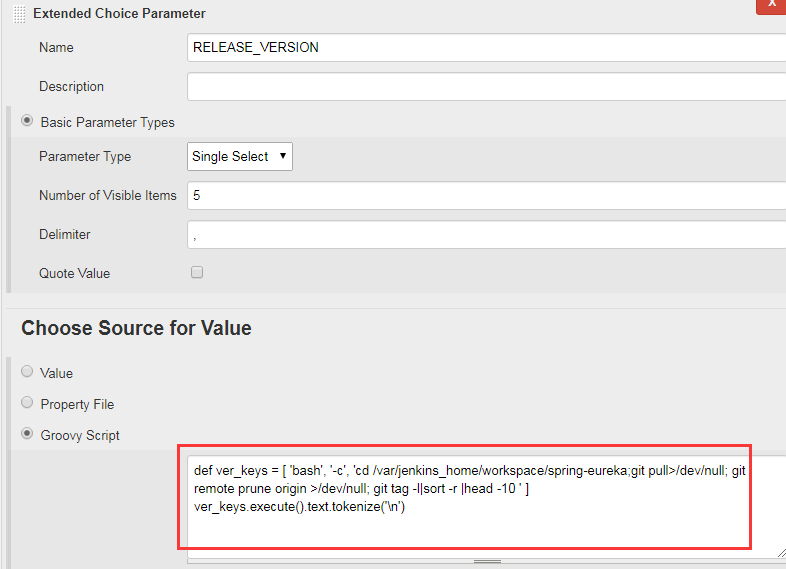 X
Extended Choice Parameter
Name
RELEASE_VERSION
Description
Basic Parameter Types
Parameter Type
Single Select
Number of Visible Items
5
Delimiter
,
Quote Value
Choose Source for Value
Value
Property File
Groovy Script
def ver_keys = [ 'bash', '-c', 'cd /var/jenkins_home/workspace/spring-eureka;git pull>/dev/null; git
remote prune origin >/dev/null; git tag -l|sort -r |head -10 ' ]
ver_keys.execute().text.tokenize('\n')